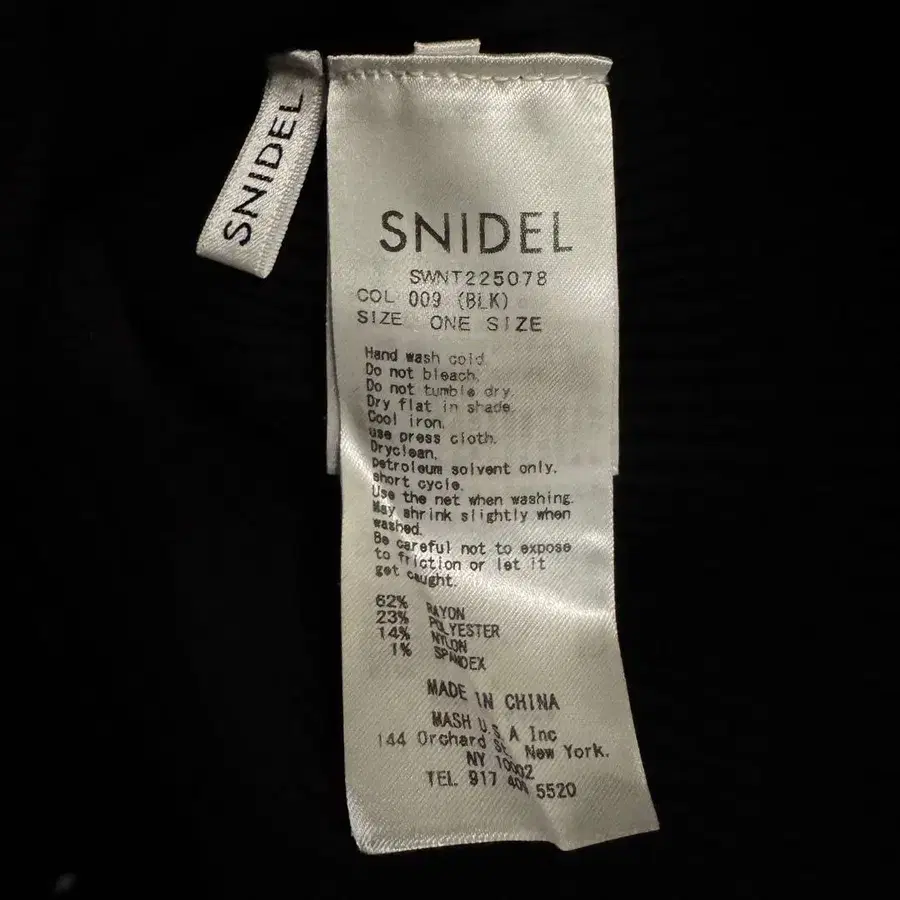 SNIDEL
SNIDEL
SWNT225078
COL 009 (BLK)
SIZE ONE SIZE
Hand wash cold.
Do not bleach.
Do not tumble dry.
Dry flat in shade.
Cool iron.
use press cloth.
Dryclean.
petroleum solvent only.
short cycle.
Use the net when washing.
May shrink slightly when
washed.
Be careful not to expose
to friction or let it
get caught.
62% RAYON
23% POLYESTER
14% NYLON
1% SPANDEX
MADE IN CHINA
MASH U.S.A Inc
144 Orchard St. New York.
NY 10002
TEL 917 5520